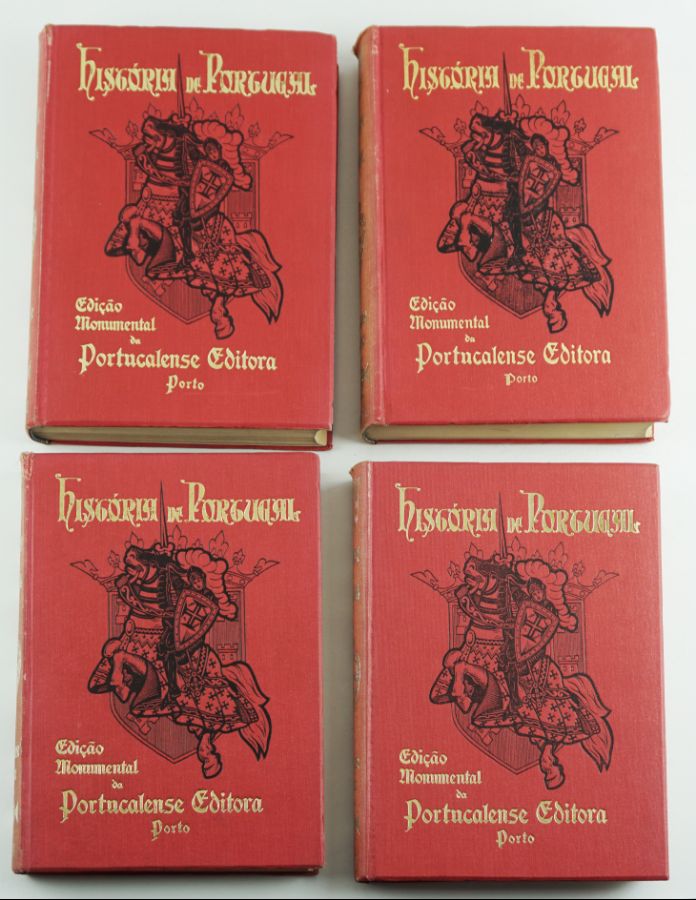 História de Portugal
Edição
Monumental
da
Portucalense Editora
Porto
História de Portugal
Edição
Monumental
da
Portucalense Editora
Porto
História de Portugal
Edição
Monumental
da
Portucalense Editora
Porto
História de Portugal
Edição
Monumental
da
Portucalense Editora
Porto